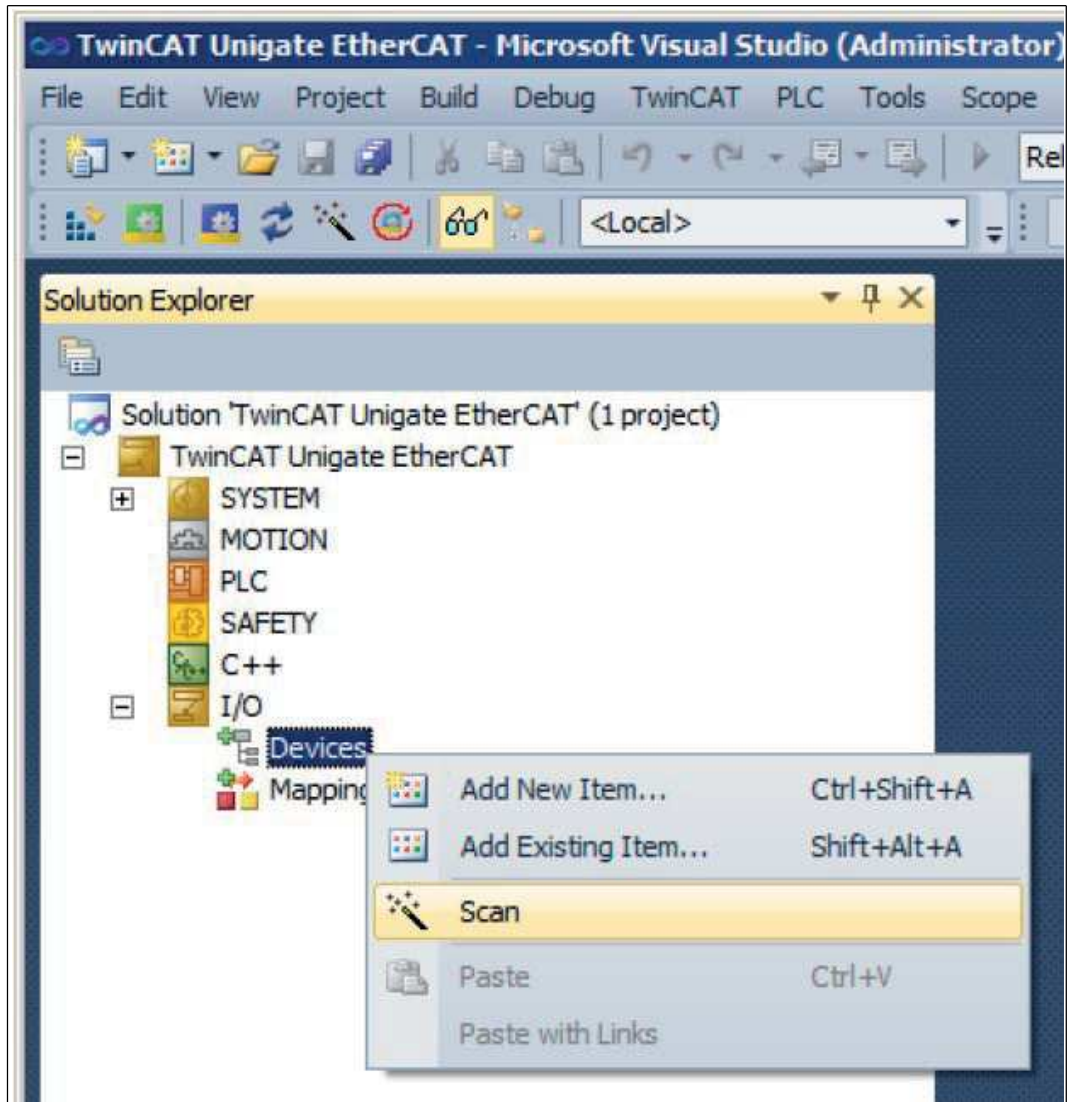 TwinCAT Unigate EtherCAT - Microsoft Visual Studio (Administrator)
File Edit View Project Build Debug TwinCAT PLC Tools Scope
Rel
<Local>
Solution Explorer
Solution 'TwinCAT Unigate EtherCAT' (1 project)
TwinCAT Unigate EtherCAT
SYSTEM
MOTION
PLC
SAFETY
C++
I/O
Devices
Mapping
Add New Item... Ctrl+Shift+A
Add Existing Item... Shift+Alt+A
Scan
Paste Ctrl+V
Paste with Links